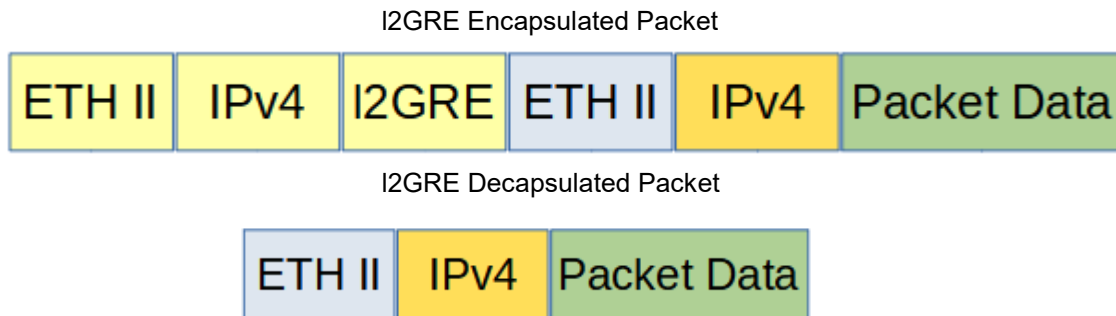 l2GRE Encapsulated Packet
ETH II IPv4 l2GRE ETH II IPv4 Packet Data
l2GRE Decapsulated Packet
ETH II IPv4 Packet Data